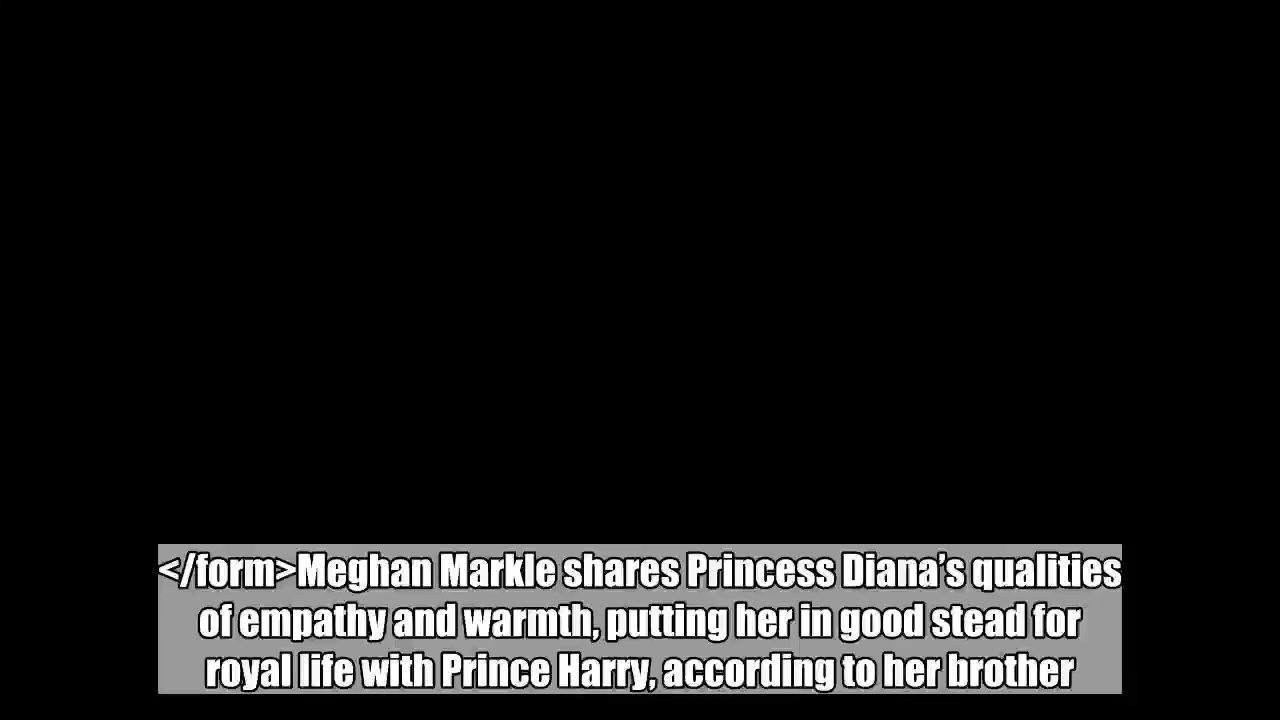 </form>Meghan Markle shares Princess Diana’s qualities
of empathy and warmth, putting her in good stead for
royal life with Prince Harry, according to her brother